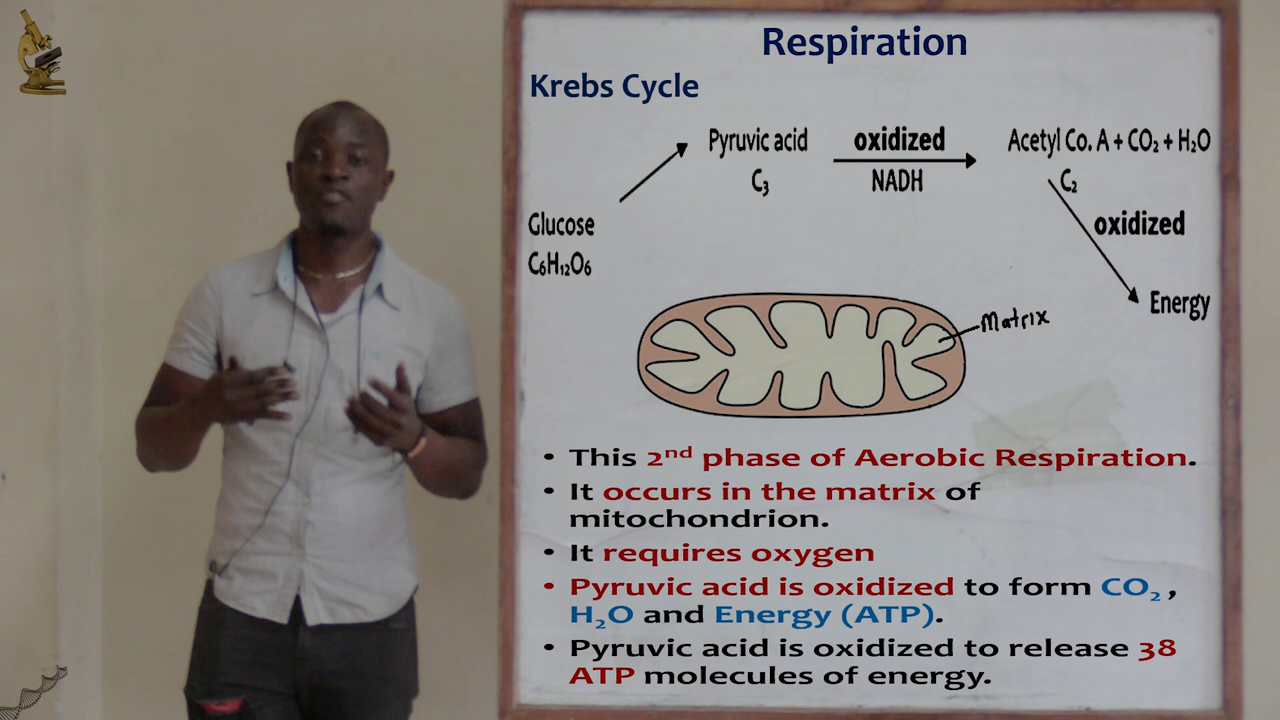 Respiration
Krebs Cycle
Pyruvic acid oxidized Acetyl Co. A + CO₂ + H₂O
C₃ NADH C₂
Glucose oxidized
C₆H₁₂O₆
Energy
Matrix
• This 2nd phase of Aerobic Respiration.
• It occurs in the matrix of
mitochondrion.
• It requires oxygen
• Pyruvic acid is oxidized to form CO₂ ,
H₂O and Energy (ATP).
• Pyruvic acid is oxidized to release 38
ATP molecules of energy.